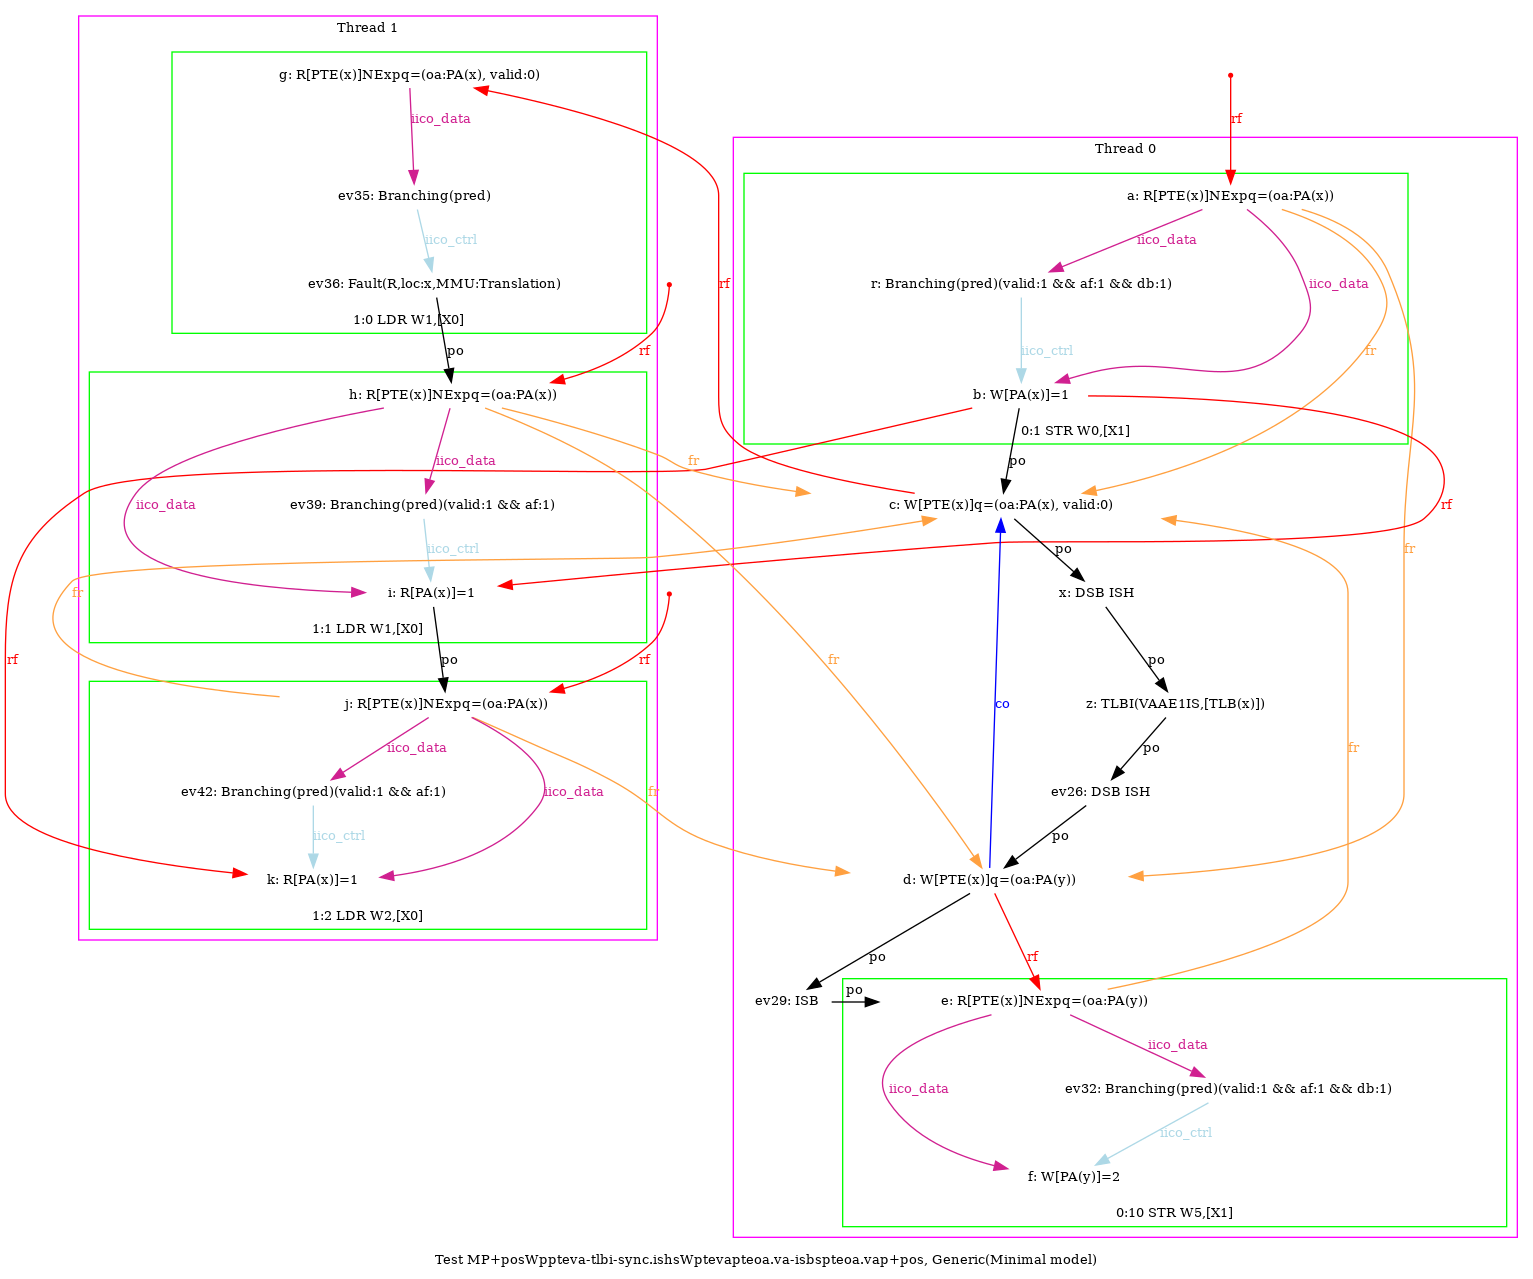 Thread 1
g: R[PTE(x)]NExpq=(oa:PA(x), valid:0)
iico_data
rf
Thread 0
ev35: Branching(pred)
a: R[PTE(x)]NExpq=(oa:PA(x))
iico_ctrl
iico_data
ev36: Fault(R,loc:x,MMU:Translation)
rf
r: Branching(pred)(valid:1 && af:1 && db:1)
iico_data
1:0 LDR W1,[X0]
po
rf
iico_ctrl
fr
h: R[PTE(x)]NExpq=(oa:PA(x))
b: W[PA(x)]=1
0:1 STR W0,[X1]
iico_data
fr
po
iico_data
ev39: Branching(pred)(valid:1 && af:1)
c: W[PTE(x)]q=(oa:PA(x), valid:0)
rf
iico_ctrl
po
fr
fr
i: R[PA(x)]=1
x: DSB ISH
1:1 LDR W1,[X0]
rf
po
rf
fr
po
j: R[PTE(x)]NExpq=(oa:PA(x))
co
z: TLBI(VAAE1IS,[TLB(x)])
iico_data
po
fr
ev42: Branching(pred)(valid:1 && af:1)
iico_data
fr
ev26: DSB ISH
iico_ctrl
po
k: R[PA(x)]=1
d: W[PTE(x)]q=(oa:PA(y))
1:2 LDR W2,[X0]
po
rf
po
ev29: ISB
e: R[PTE(x)]NExpq=(oa:PA(y))
iico_data
iico_data
ev32: Branching(pred)(valid:1 && af:1 && db:1)
iico_ctrl
f: W[PA(y)]=2
0:10 STR W5,[X1]
Test MP+posWppteva-tlbi-sync.ishsWptevapteoa.va-isbspteoa.vap+pos, Generic(Minimal model)